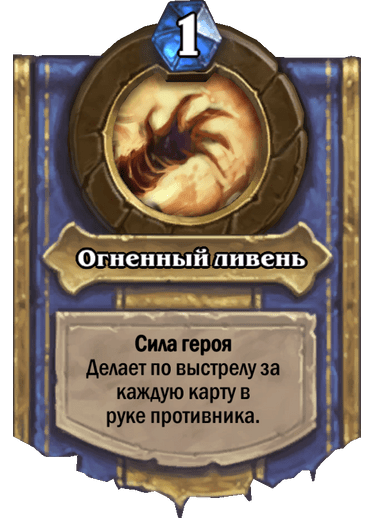 1
Огненный ливень
Сила героя
Делает по выстрелу за
каждую карту в
руке противника.